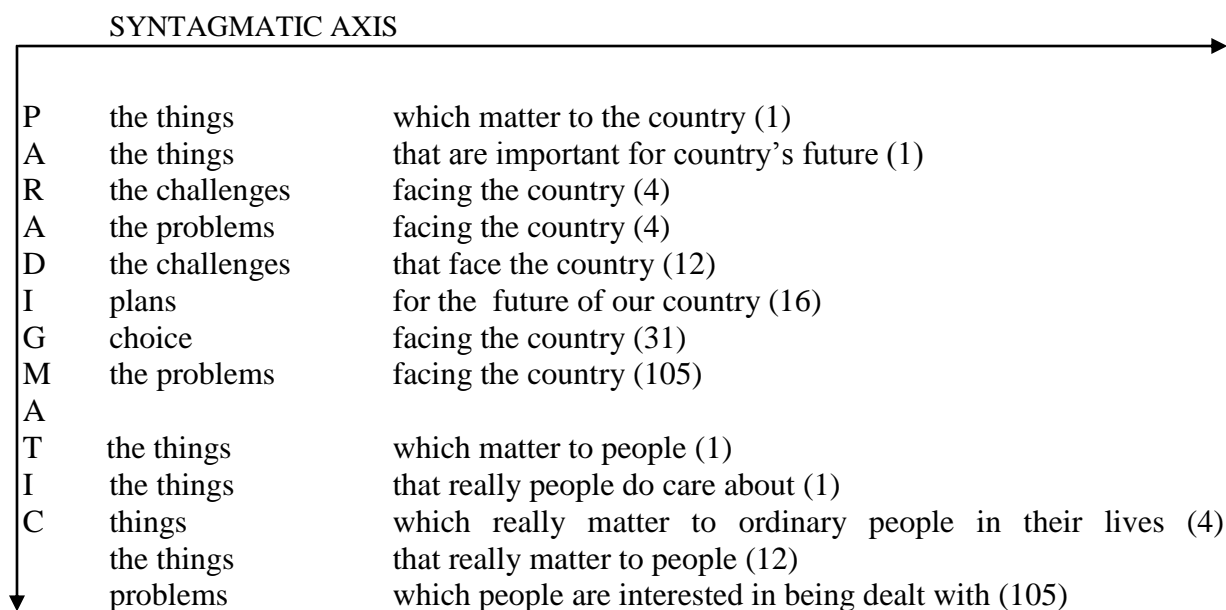 SYNTAGMATIC AXIS
P the things which matter to the country (1)
A the things that are important for country’s future (1)
R the challenges facing the country (4)
A the problems facing the country (4)
D the challenges that face the country (12)
I plans for the future of our country (16)
G choice facing the country (31)
M the problems facing the country (105)
A
T the things which matter to people (1)
I the things that really people do care about (1)
C things which really matter to ordinary people in their lives (4)
the things that really matter to people (12)
problems which people are interested in being dealt with (105)